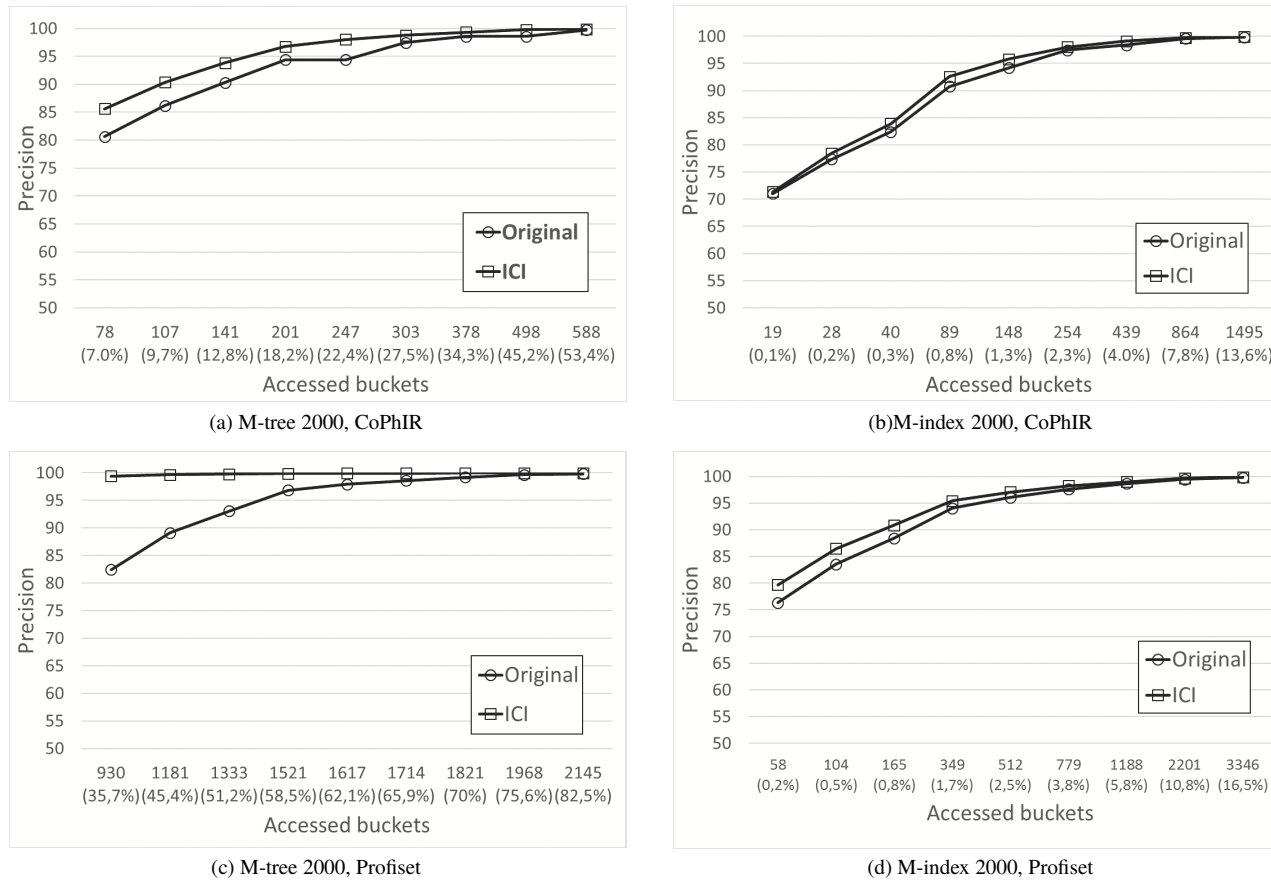 100
95
90
85
80
75
70
65
60
55
50
Precision
Original
ICI
78 107 141 201 247 303 378 498 588
(7.0%) (9,7%) (12,8%) (18,2%) (22,4%) (27,5%) (34,3%) (45,2%) (53,4%)
Accessed buckets
(a) M-tree 2000, CoPhIR
100
95
90
85
80
75
70
65
60
55
50
Precision
Original
ICI
19 28 40 89 148 254 439 864 1495
(0,1%) (0,2%) (0,3%) (0,8%) (1,3%) (2,3%) (4.0%) (7,8%) (13,6%)
Accessed buckets
(b)M-index 2000, CoPhIR
100
95
90
85
80
75
70
65
60
55
50
Precision
Original
ICI
930 1181 1333 1521 1617 1714 1821 1968 2145
(35,7%) (45,4%) (51,2%) (58,5%) (62,1%) (65,9%) (70%) (75,6%) (82,5%)
Accessed buckets
(c) M-tree 2000, Profiset
100
95
90
85
80
75
70
65
60
55
50
Precision
Original
ICI
58 104 165 349 512 779 1188 2201 3346
(0,2%) (0,5%) (0,8%) (1,7%) (2,5%) (3,8%) (5,8%) (10,8%) (16,5%)
Accessed buckets
(d) M-index 2000, Profiset